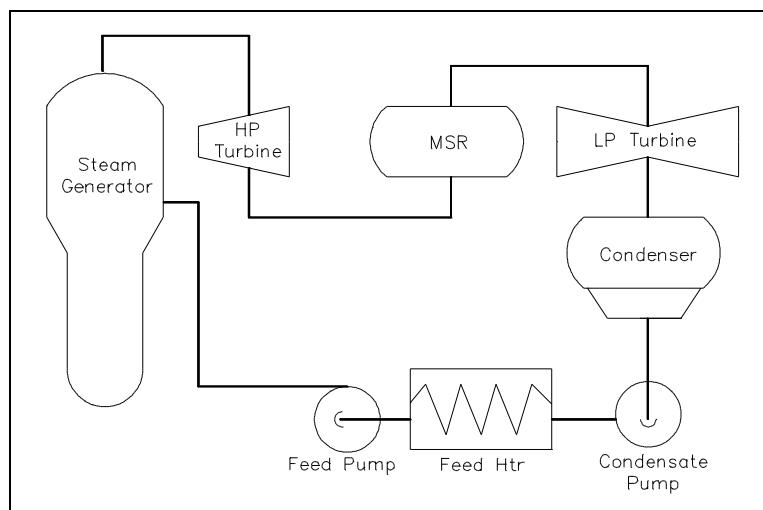 Steam
Generator
HP
Turbine
MSR
LP Turbine
Condenser
Feed Pump
Feed Htr
Condensate
Pump